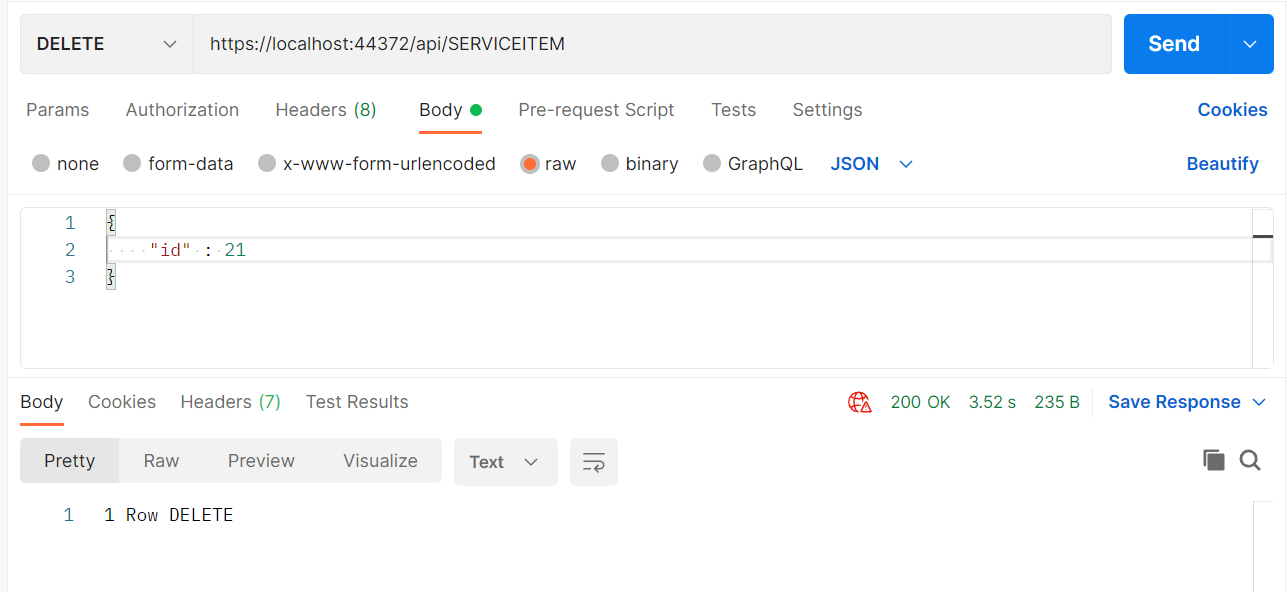 DELETE https://localhost:44372/api/SERVICEITEM Send
Params Authorization Headers (8) Body Pre-request Script Tests Settings Cookies
none form-data x-www-form-urlencoded raw binary GraphQL JSON Beautify
1 {
2 "id" : 21
3 }
Body Cookies Headers (7) Test Results 200 OK 3.52 s 235 B Save Response
Pretty Raw Preview Visualize Text
1 1 Row DELETE